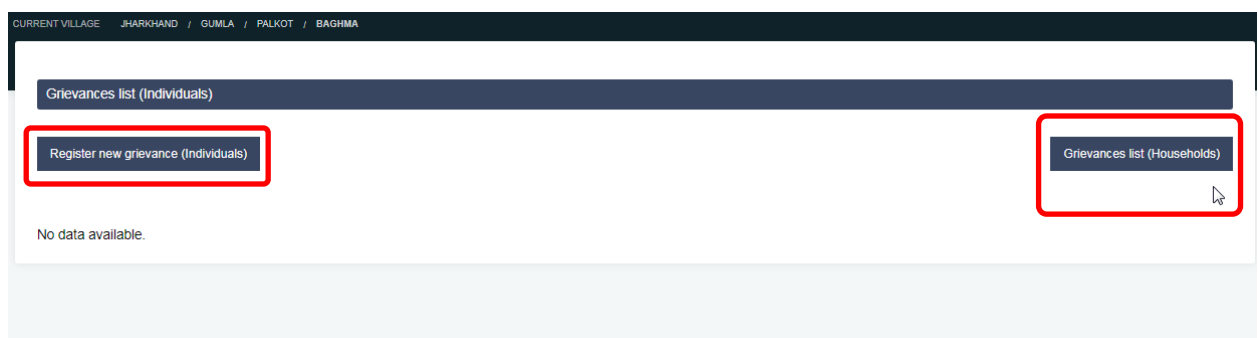 CURRENT VILLAGE JHARKHAND / GUMLA / PALKOT / BAGHMA
Grievances list (Individuals)
Register new grievance (Individuals)
Grievances list (Households)
No data available.